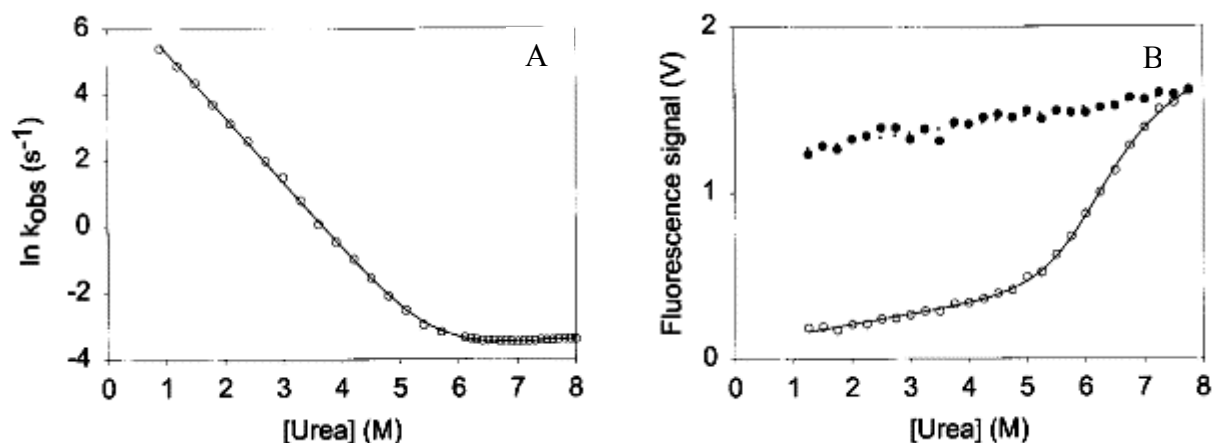 6
4
2
0
-2
-4
ln kobs (s-1)
A
0 1 2 3 4 5 6 7 8
[Urea] (M)
2
1
0
Fluorescence signal (V)
B
0 1 2 3 4 5 6 7 8
[Urea] (M)